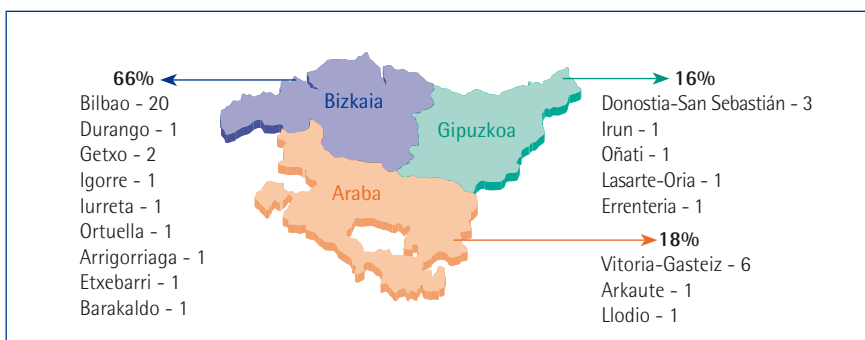 66%
Bilbao - 20
Durango - 1
Getxo - 2
Igorre - 1
Iurreta - 1
Ortuella - 1
Arrigorriaga - 1
Etxebarri - 1
Barakaldo - 1
Bizkaia
Gipuzkoa
Araba
16%
Donostia-San Sebastián - 3
Irun - 1
Oñati - 1
Lasarte-Oria - 1
Errenteria - 1
18%
Vitoria-Gasteiz - 6
Arkaute - 1
Llodio - 1